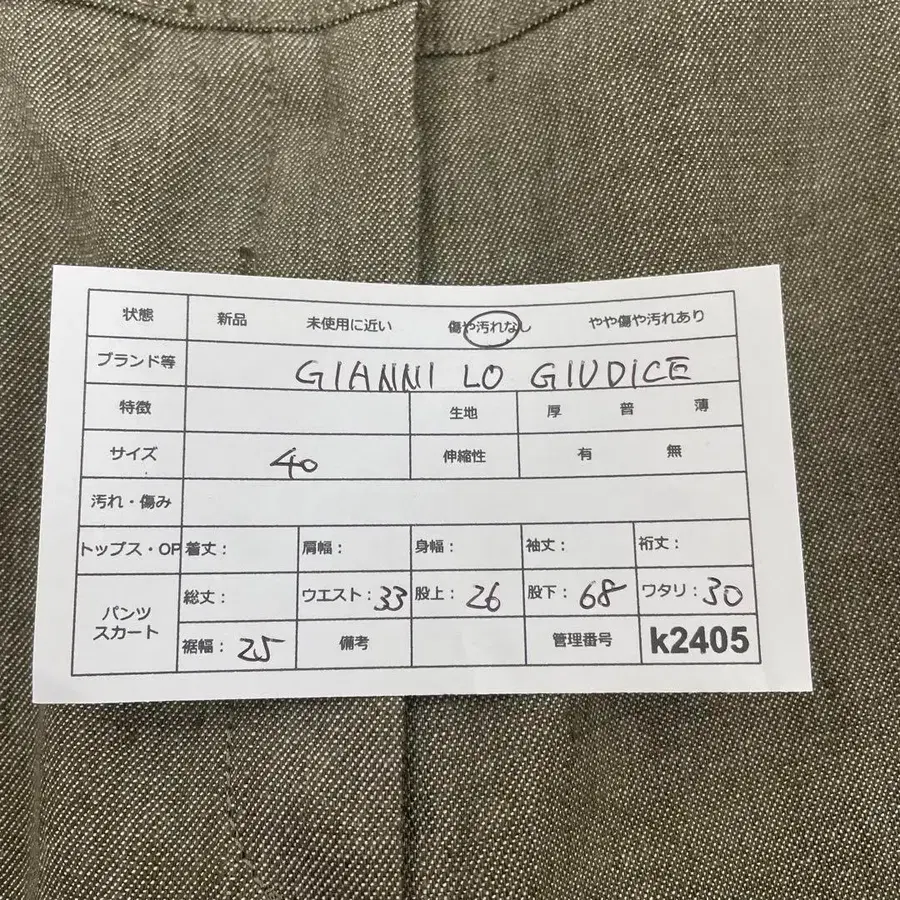 状態 新品 未使用に近い 傷や汚れなし やや傷や汚れあり
ブランド等 GIANNI LO GIUDICE
特徴 生地 厚 普 薄
サイズ 40 伸縮性 有 無
汚れ・傷み
トップス・OP 着丈： 肩幅： 身幅： 袖丈： 裄丈：
パンツ 総丈： ウエスト：33 股上：26 股下：68 ワタリ：30
スカート 裾幅：25 備考 管理番号 k2405